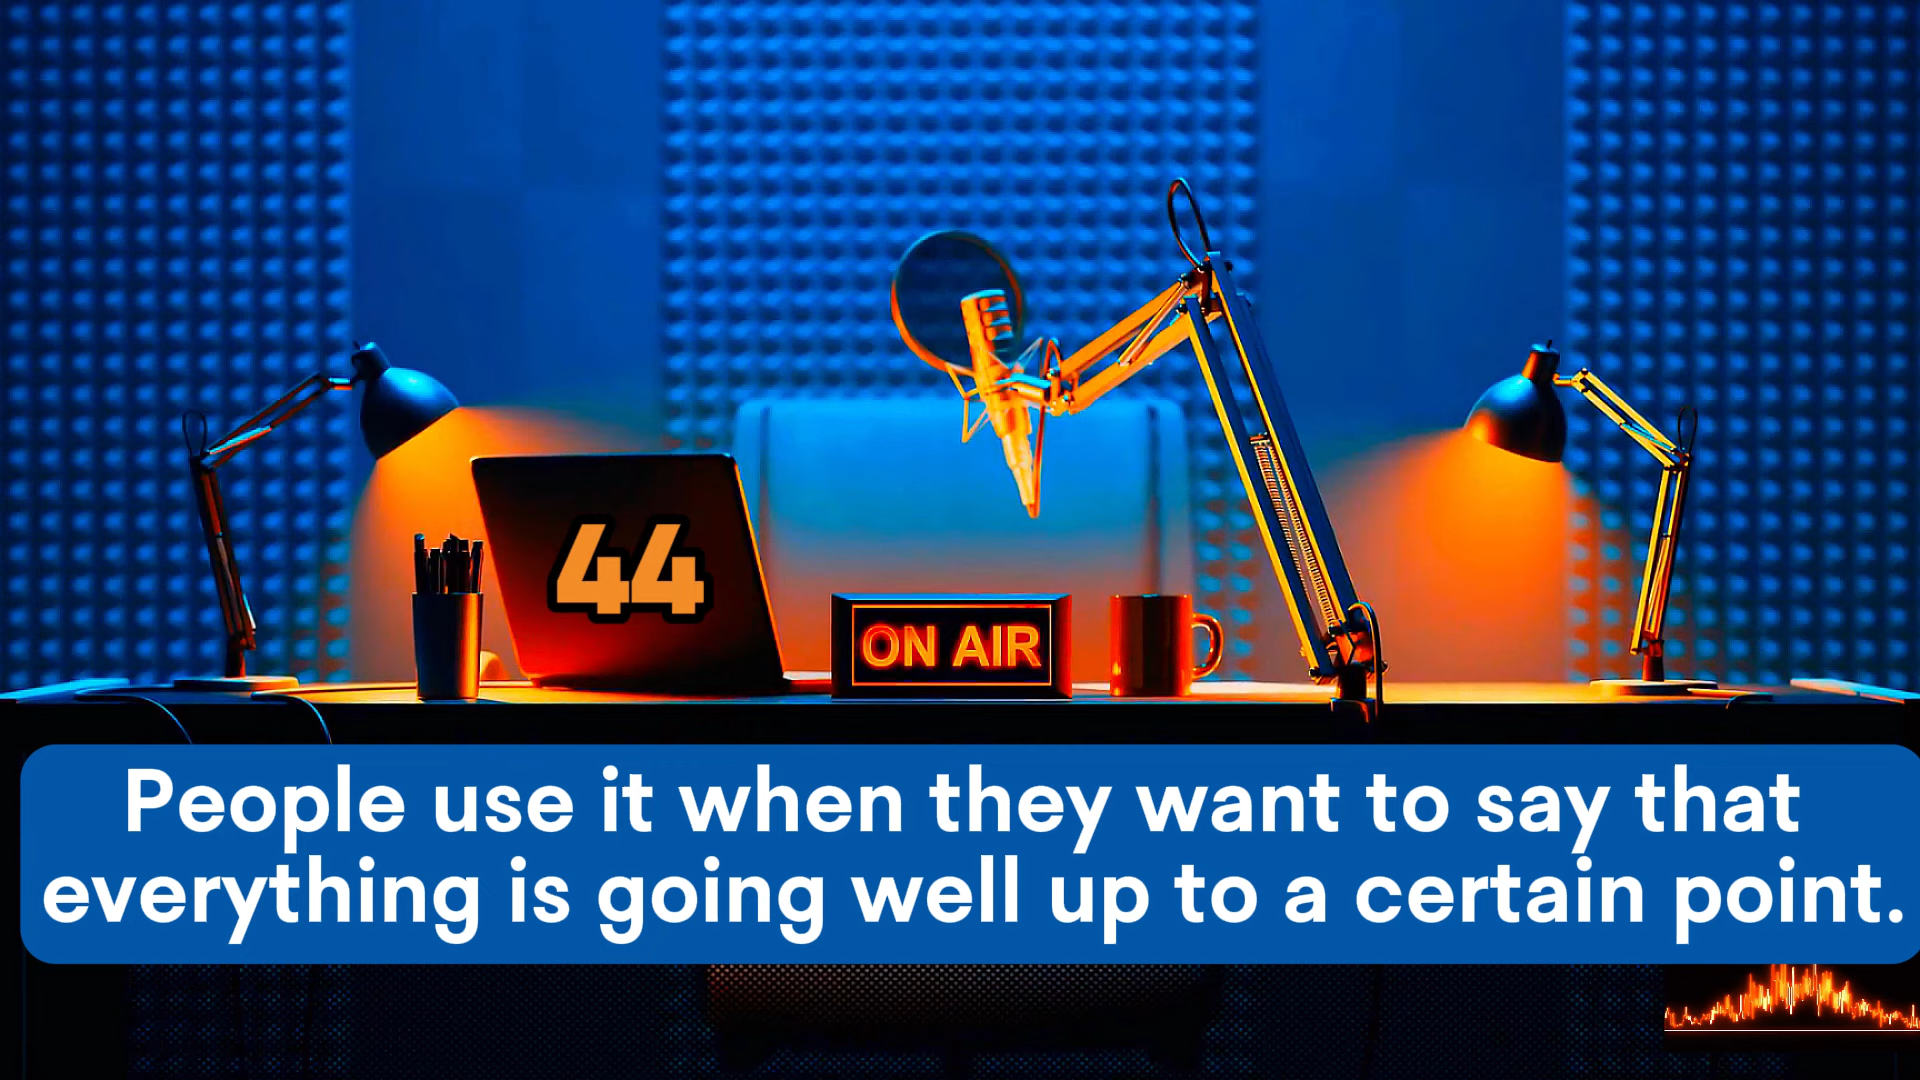 44
ON AIR
People use it when they want to say that
everything is going well up to a certain point.